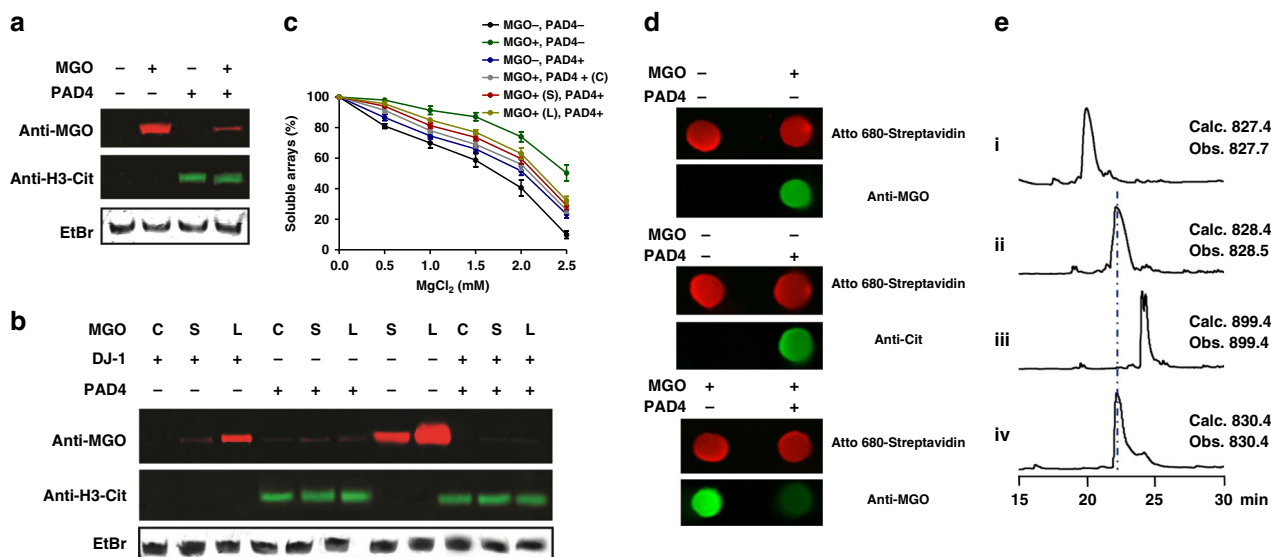 a
MGO – + – +
PAD4 – – + +
Anti-MGO
Anti-H3-Cit
EtBr
b
MGO C S L C S L S L C S L
DJ-1 + + + – – – – – + + +
PAD4 – – – + + + – – + + +
Anti-MGO
Anti-H3-Cit
EtBr
c
MGO–, PAD4–
MGO+, PAD4–
MGO–, PAD4+
MGO+, PAD4 + (C)
MGO+ (S), PAD4+
MGO+ (L), PAD4+
Soluble arrays (%)
100
80
60
40
20
0
0.0 0.5 1.0 1.5 2.0 2.5
MgCl₂ (mM)
d
MGO – +
PAD4 – –
Atto 680-Streptavidin
Anti-MGO
MGO – –
PAD4 – +
Atto 680-Streptavidin
Anti-Cit
MGO + +
PAD4 – +
Atto 680-Streptavidin
Anti-MGO
e
i
Calc. 827.4
Obs. 827.7
ii
Calc. 828.4
Obs. 828.5
iii
Calc. 899.4
Obs. 899.4
iv
Calc. 830.4
Obs. 830.4
15 20 25 30 min